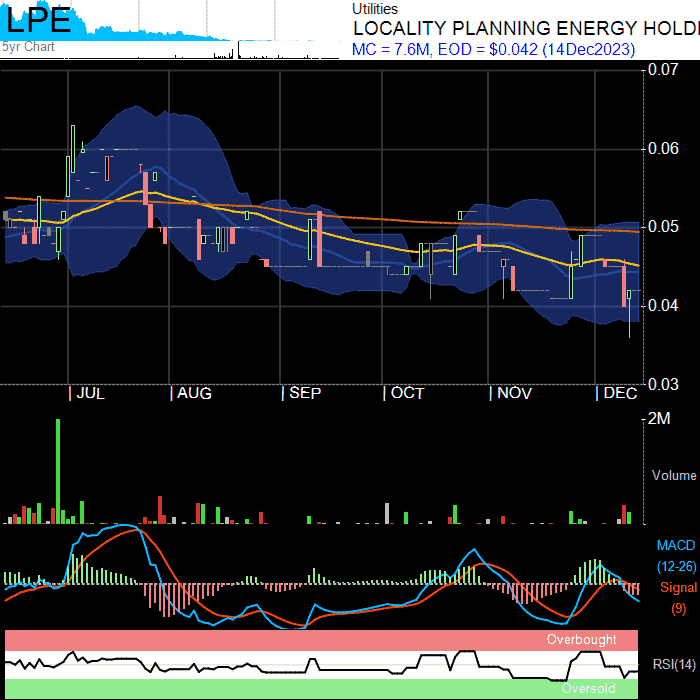 LPE
5yr Chart
Utilities
LOCALITY PLANNING ENERGY HOLDI
MC = 7.6M, EOD = $0.042 (14Dec2023)
0.07
0.06
0.05
0.04
0.03
JUL AUG SEP OCT NOV DEC
2M
Volume
MACD
(12-26)
Signal
(9)
Overbought
RSI(14)
Oversold